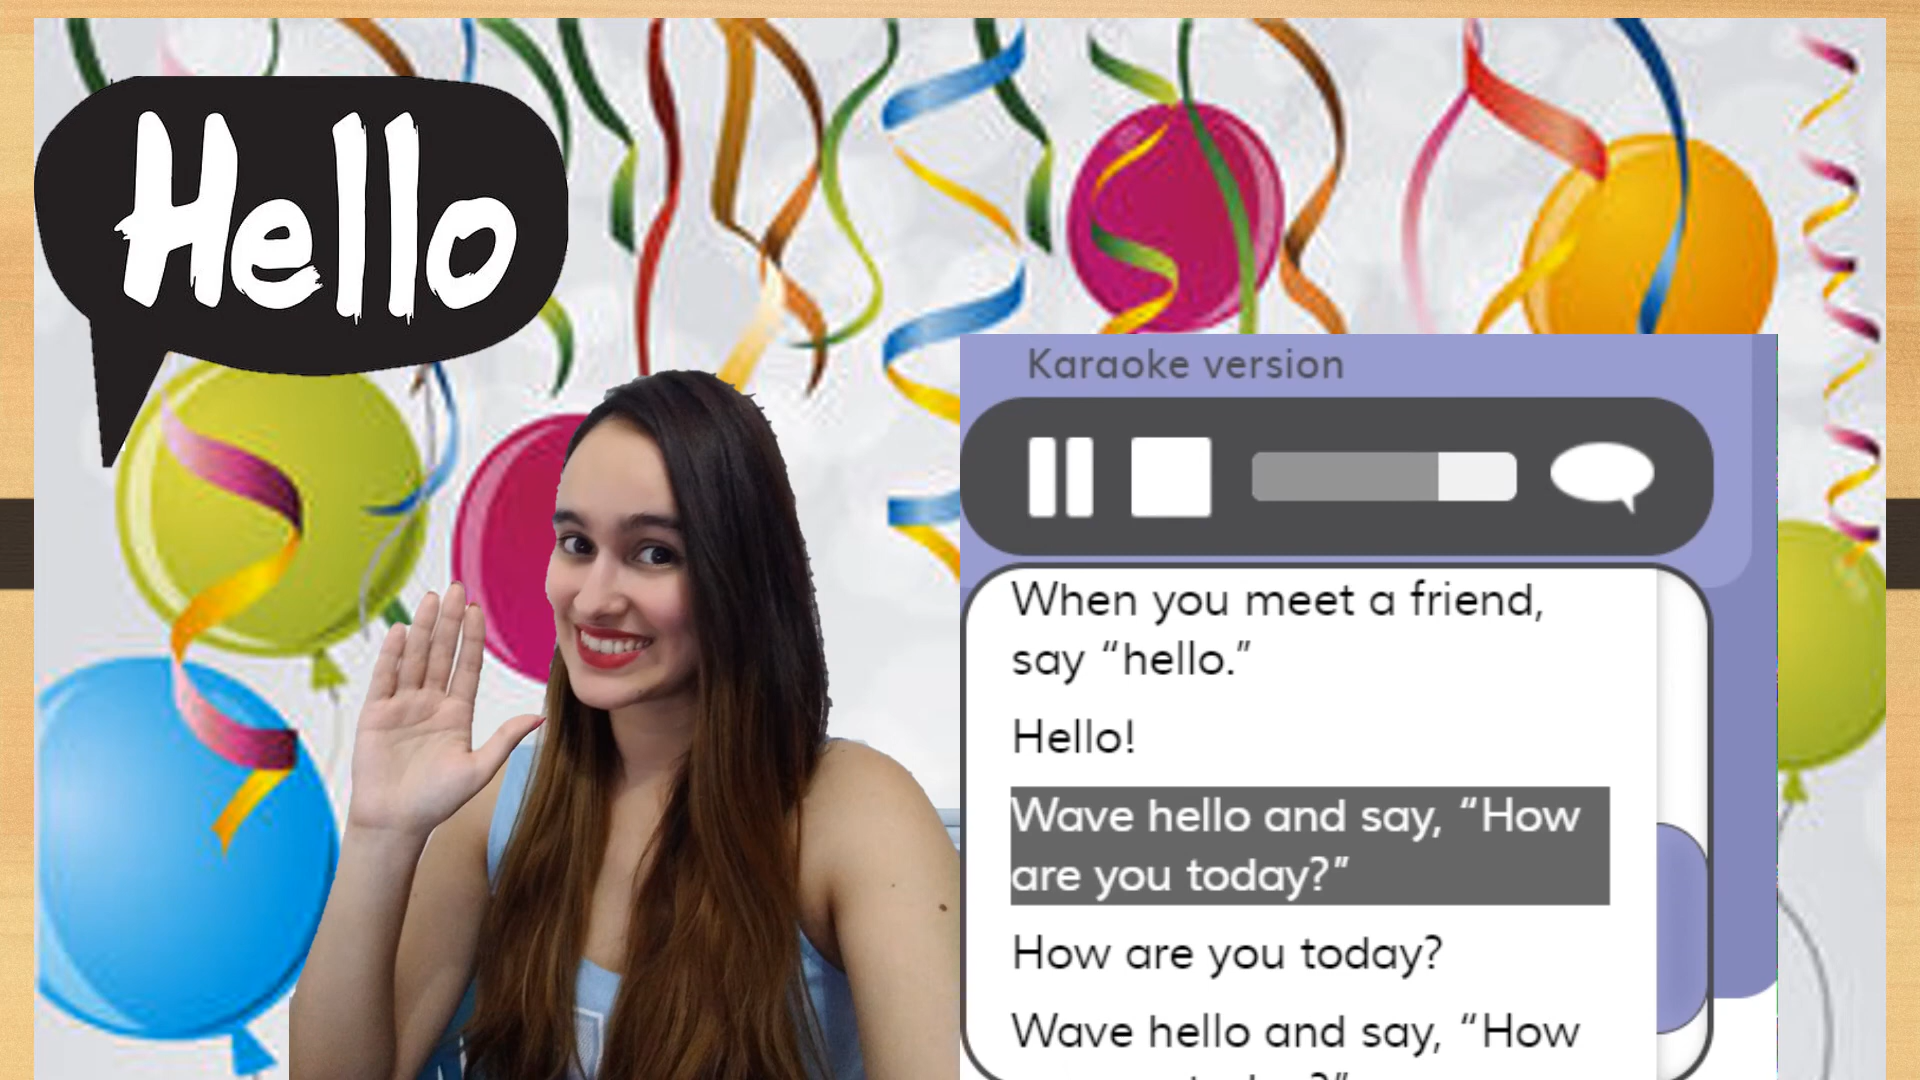 Hello
Karaoke version
When you meet a friend,
say “hello.”
Hello!
Wave hello and say, “How
are you today?”
How are you today?
Wave hello and say, “How